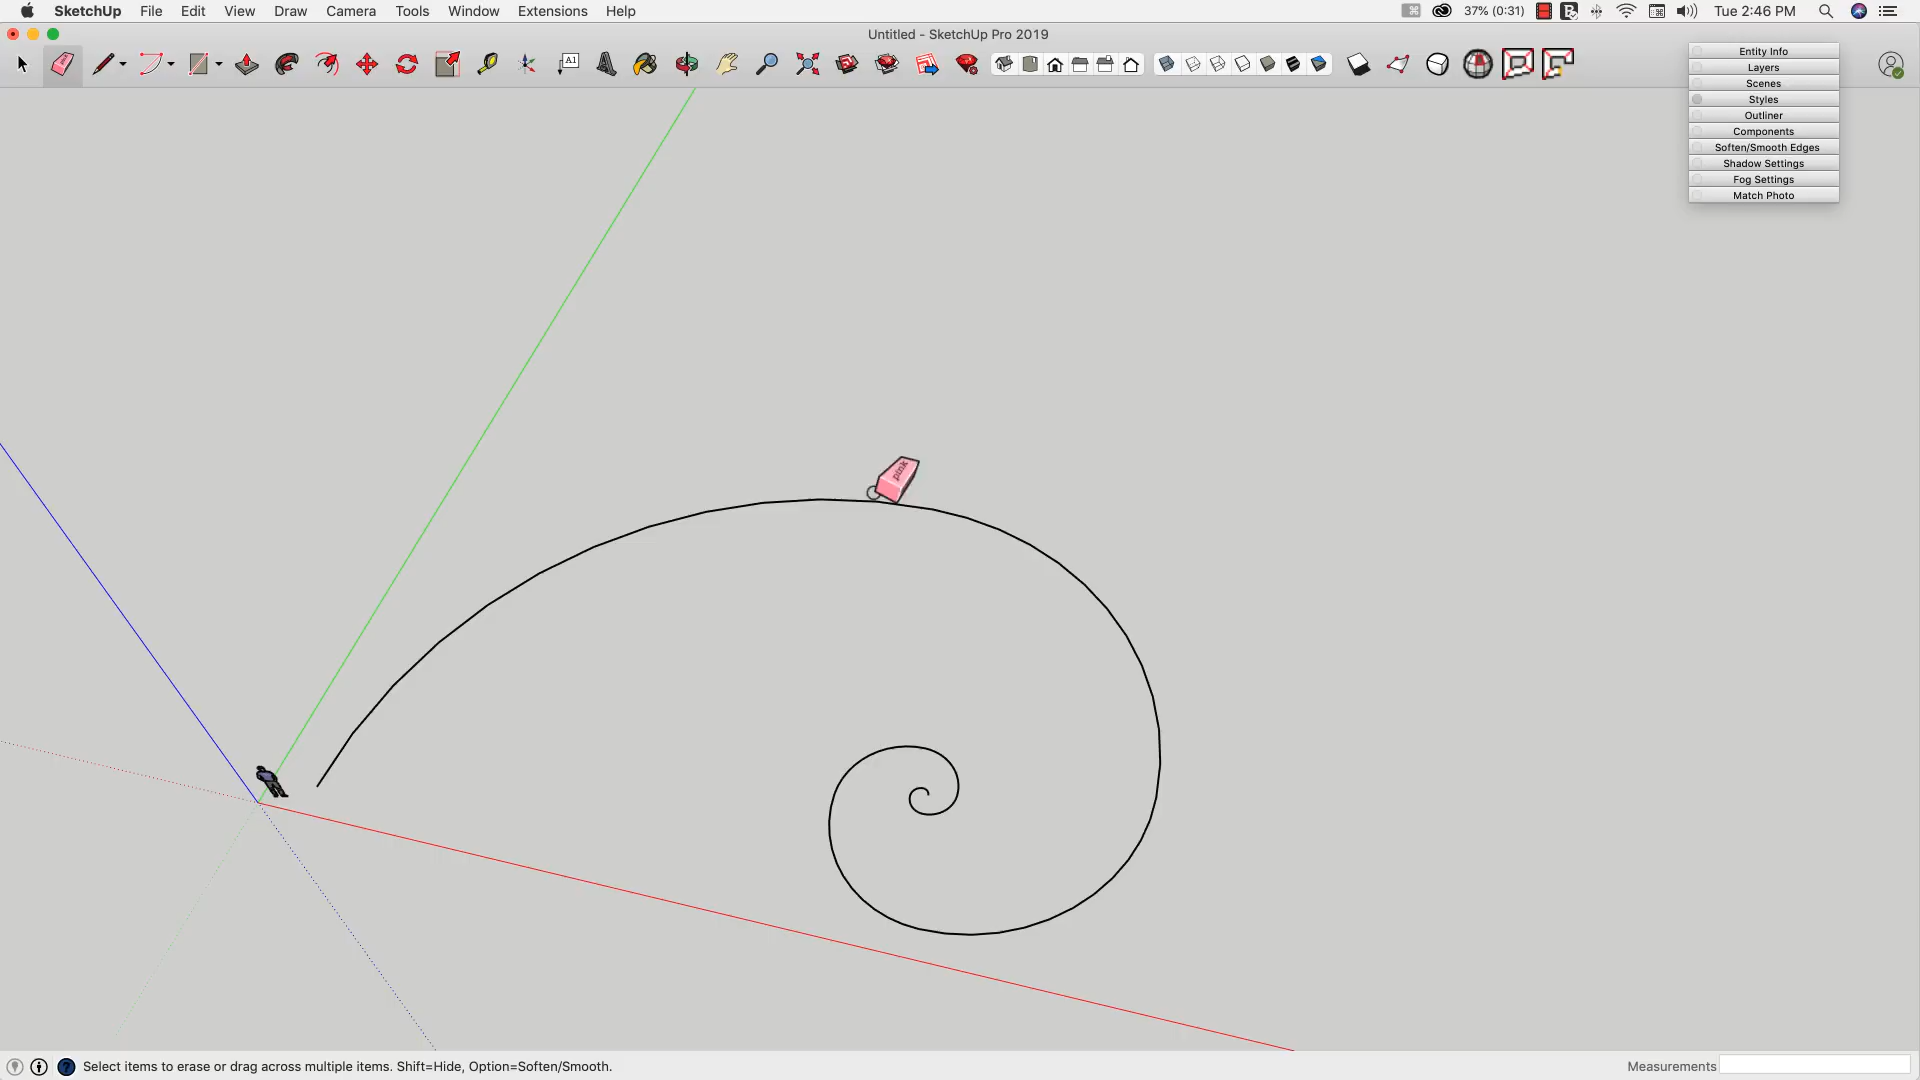 SketchUp File Edit View Draw Camera Tools Window Extensions Help 37% (0:31) Tue 2:46 PM
Untitled - SketchUp Pro 2019
A1
Entity Info
Layers
Scenes
Styles
Outliner
Components
Soften/Smooth Edges
Shadow Settings
Fog Settings
Match Photo
pink
Select items to erase or drag across multiple items. Shift=Hide, Option=Soften/Smooth.
Measurements